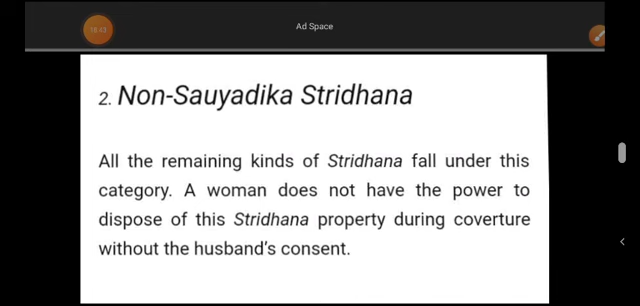 18:13
Ad Space
2. Non-Sauyadika Stridhana
All the remaining kinds of Stridhana fall under this
category. A woman does not have the power to
dispose of this Stridhana property during coverture
without the husband's consent.